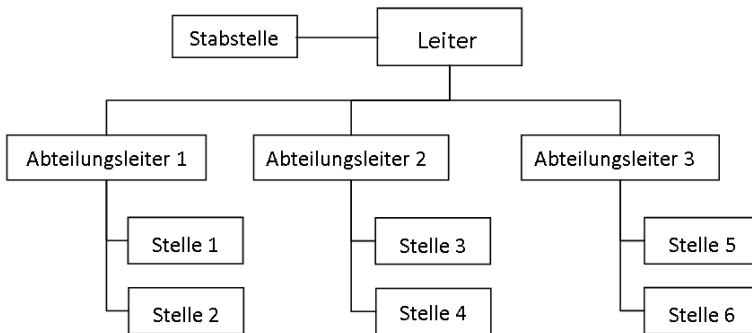 Stabstelle
Leiter
Abteilungsleiter 1
Abteilungsleiter 2
Abteilungsleiter 3
Stelle 1
Stelle 3
Stelle 5
Stelle 2
Stelle 4
Stelle 6